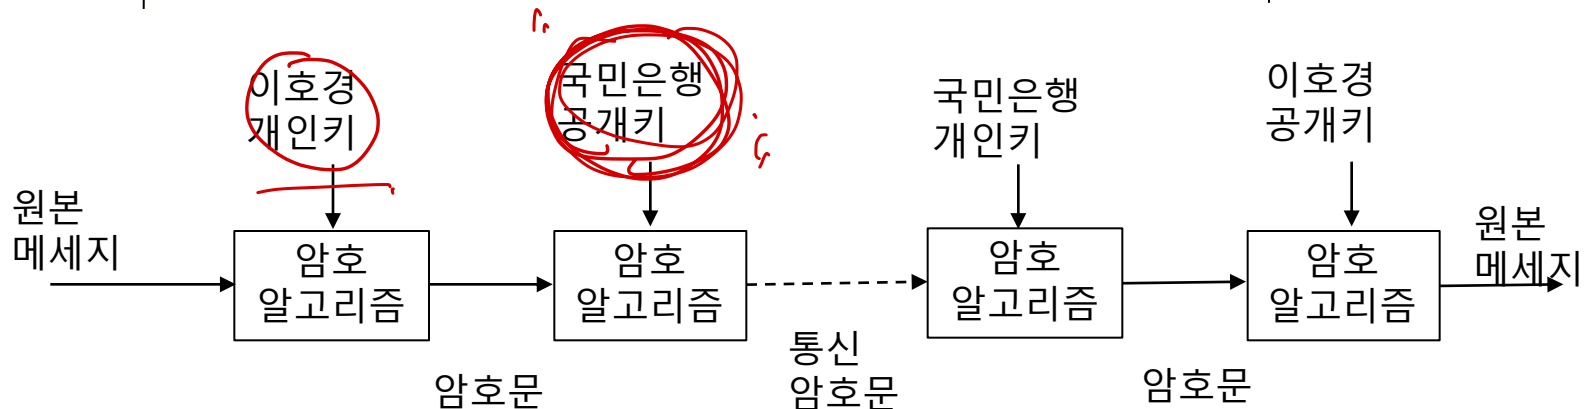 이호경
개인키
국민은행
공개키
국민은행
개인키
이호경
공개키
원본
메세지
암호
알고리즘
암호
알고리즘
암호
알고리즘
암호
알고리즘
원본
메세지
암호문
통신
암호문
암호문